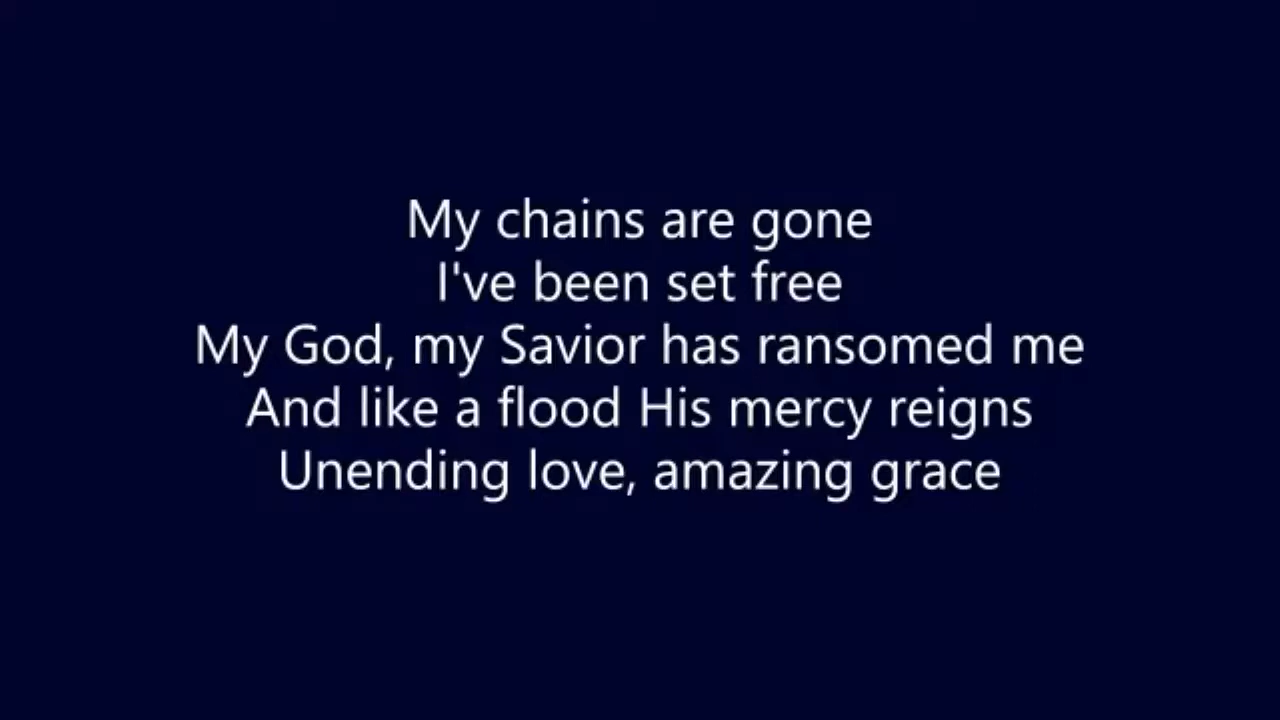 My chains are gone
I've been set free
My God, my Savior has ransomed me
And like a flood His mercy reigns
Unending love, amazing grace